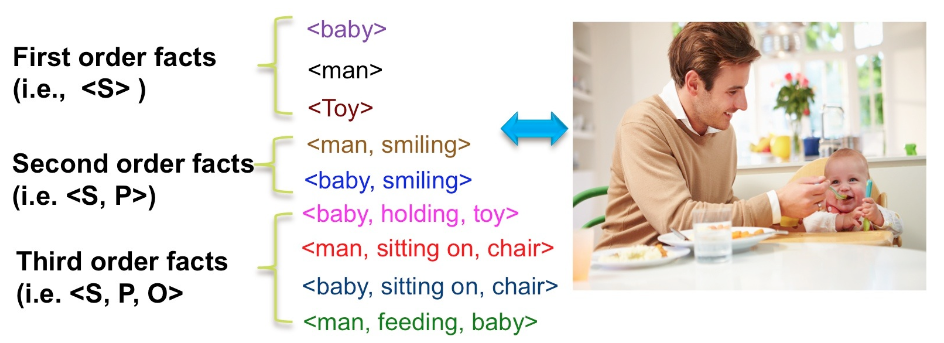 First order facts
(i.e., <S> )
<baby>
<man>
<Toy>
Second order facts
(i.e. <S, P>)
<man, smiling>
<baby, smiling>
Third order facts
(i.e. <S, P, O>
<baby, holding, toy>
<man, sitting on, chair>
<baby, sitting on, chair>
<man, feeding, baby>